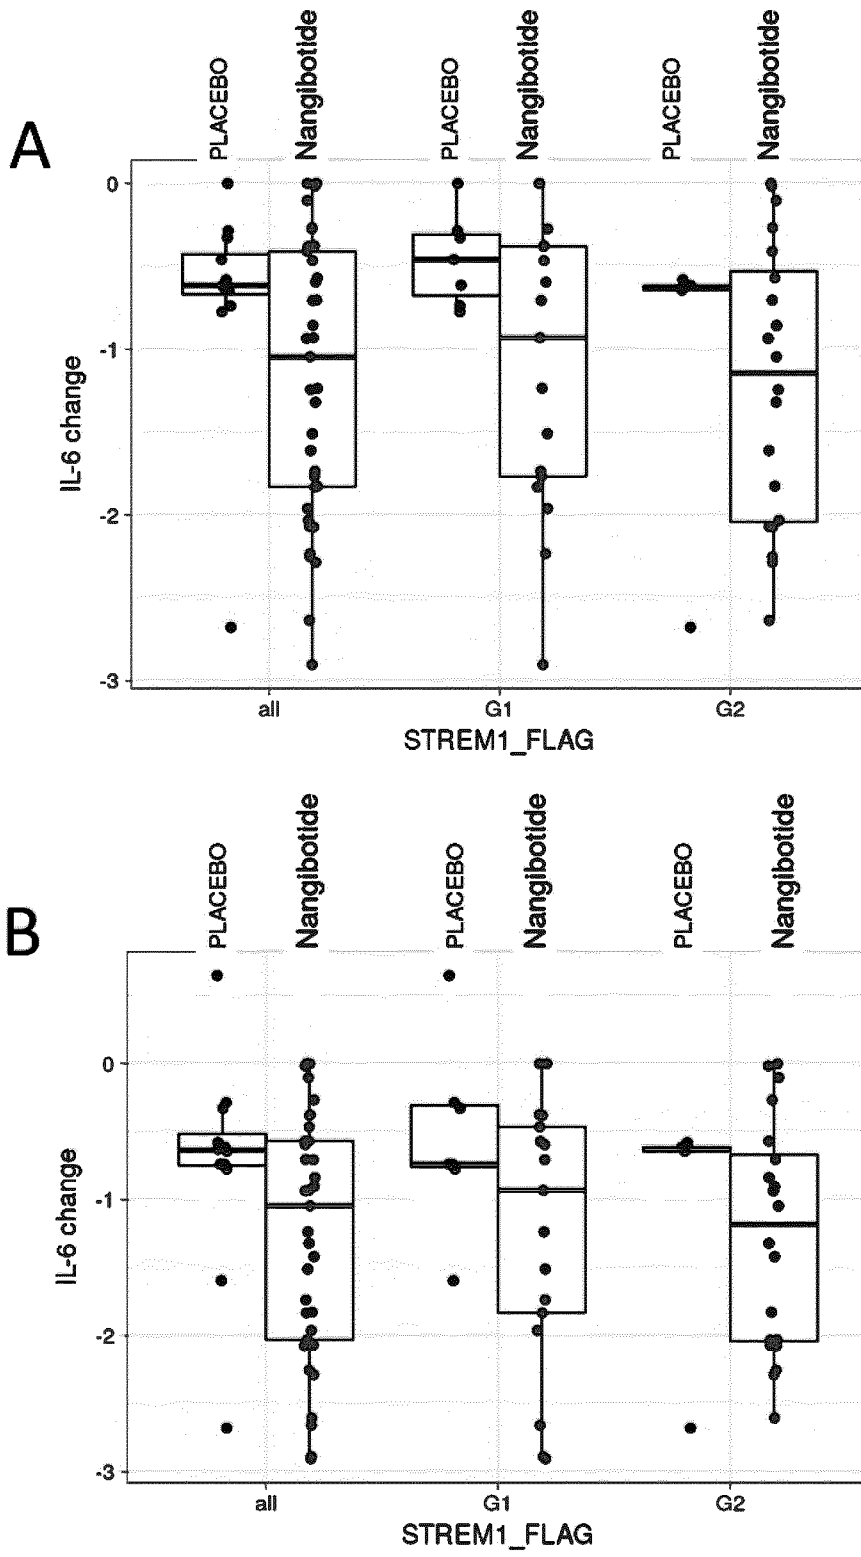 PLACEBO
Nangibotide
PLACEBO
Nangibotide
PLACEBO
Nangibotide
A
0
-1
-2
-3
IL-6 change
all
G1
G2
STREM1_FLAG
PLACEBO
Nangibotide
PLACEBO
Nangibotide
PLACEBO
Nangibotide
B
0
-1
-2
-3
IL-6 change
all
G1
G2
STREM1_FLAG